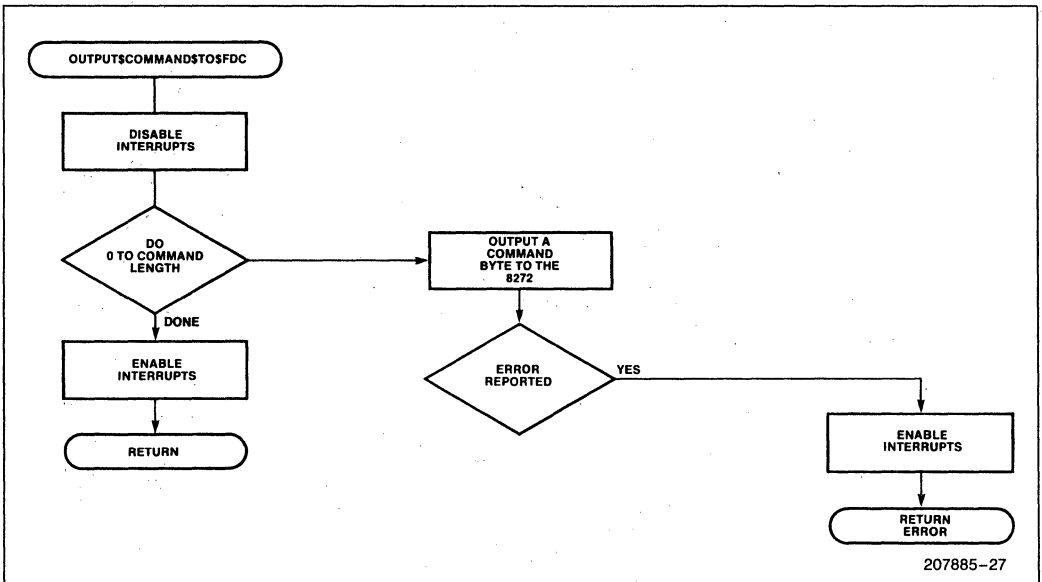 OUTPUT$COMMAND$TO$FDC
DISABLE
INTERRUPTS
DO
0 TO COMMAND
LENGTH
DONE
ENABLE
INTERRUPTS
RETURN
OUTPUT A
COMMAND
BYTE TO THE
8272
ERROR
REPORTED
YES
ENABLE
INTERRUPTS
RETURN
ERROR
207885-27